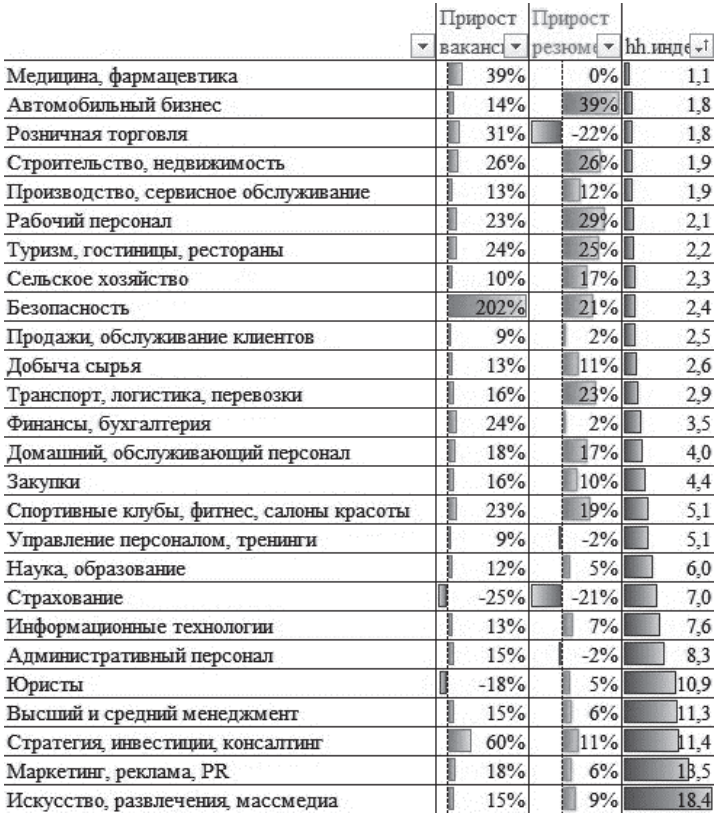 Прирост Прирост
вакансı резюме hh.инде
Медицина, фармацевтика 39% 0% 1,1
Автомобильный бизнес 14% 39% 1,8
Розничная торговля 31% -22% 1,8
Строительство, недвижимость 26% 26% 1,9
Производство, сервисное обслуживание 13% 12% 1,9
Рабочий персонал 23% 29% 2,1
Туризм, гостиницы, рестораны 24% 25% 2,2
Сельское хозяйство 10% 17% 2,3
Безопасность 202% 21% 2,4
Продажи, обслуживание клиентов 9% 2% 2,5
Добыча сырья 13% 11% 2,6
Транспорт, логистика, перевозки 16% 23% 2,9
Финансы, бухгалтерия 24% 2% 3,5
Домашний, обслуживающий персонал 18% 17% 4,0
Закупки 16% 10% 4,4
Спортивные клубы, фитнес, салоны красоты 23% 19% 5,1
Управление персоналом, тренинги 9% -2% 5,1
Наука, образование 12% 5% 6,0
Страхование -25% -21% 7,0
Информационные технологии 13% 7% 7,6
Административный персонал 15% -2% 8,3
Юристы -18% 5% 10,9
Высший и средний менеджмент 15% 6% 11,3
Стратегия, инвестиции, консалтинг 60% 11% 11,4
Маркетинг, реклама, PR 18% 6% 13,5
Искусство, развлечения, массмедиа 15% 9% 18,4